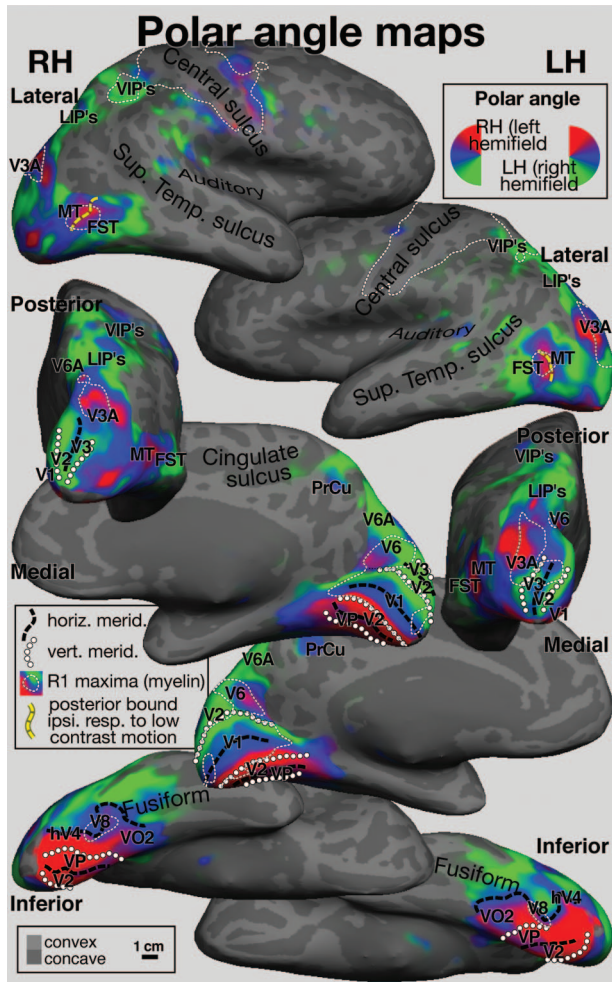 Polar angle maps
RH
LH
Lateral
VIP's
Central sulcus
LIP's
V3A
Sup. Temp. sulcus
Auditory
MT
FST
Polar angle
RH (left
hemifield
LH (right
hemifield
Lateral
VIP's
Central sulcus
LIP's
V3A
Auditory
FST
MT
Sup. Temp. sulcus
Posterior
VIP's
V6A
LIP's
V3A
V3
V2
V1
MT
FST
Posterior
VIP's
LIP's
V6
V3A
MT
FST
V3
V2
V1
Cingulate
sulcus
PrCu
V6A
V6
V3
V2
V1
V2
VP
Medial
horiz. merid.
vert. merid.
R1 maxima (myelin)
posterior bound
ipsi. resp. to low
contrast motion
Medial
PrCu
V6A
V6
V2
V1
V2
VP
Fusiform
V8
hV4
VO2
VP
V2
Inferior
Inferior
Fusiform
hV4
V8
VO2
VP
V2
convex
concave
1 cm